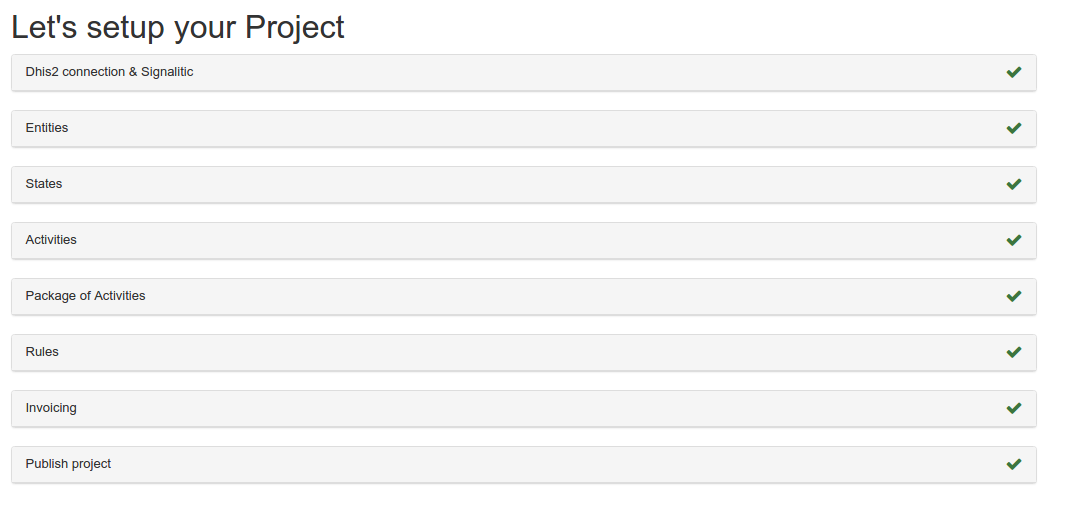 Let's setup your Project
Dhis2 connection & Signalitic
Entities
States
Activities
Package of Activities
Rules
Invoicing
Publish project